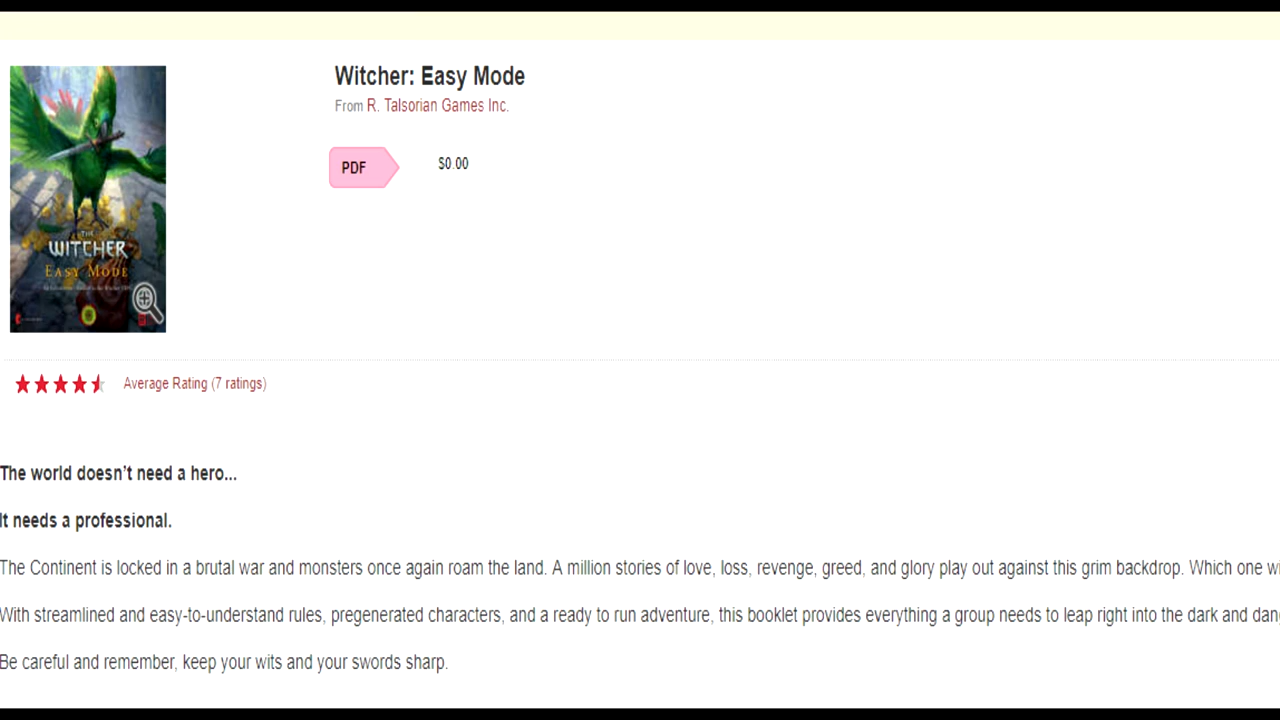 Witcher: Easy Mode
From R. Talsorian Games Inc.
PDF
$0.00
THE
WITCHER
EASY MODE
Average Rating (7 ratings)
The world doesn’t need a hero...
It needs a professional.
The Continent is locked in a brutal war and monsters once again roam the land. A million stories of love, loss, revenge, greed, and glory play out against this grim backdrop. Which one wi
With streamlined and easy-to-understand rules, pregenerated characters, and a ready to run adventure, this booklet provides everything a group needs to leap right into the dark and dang
Be careful and remember, keep your wits and your swords sharp.